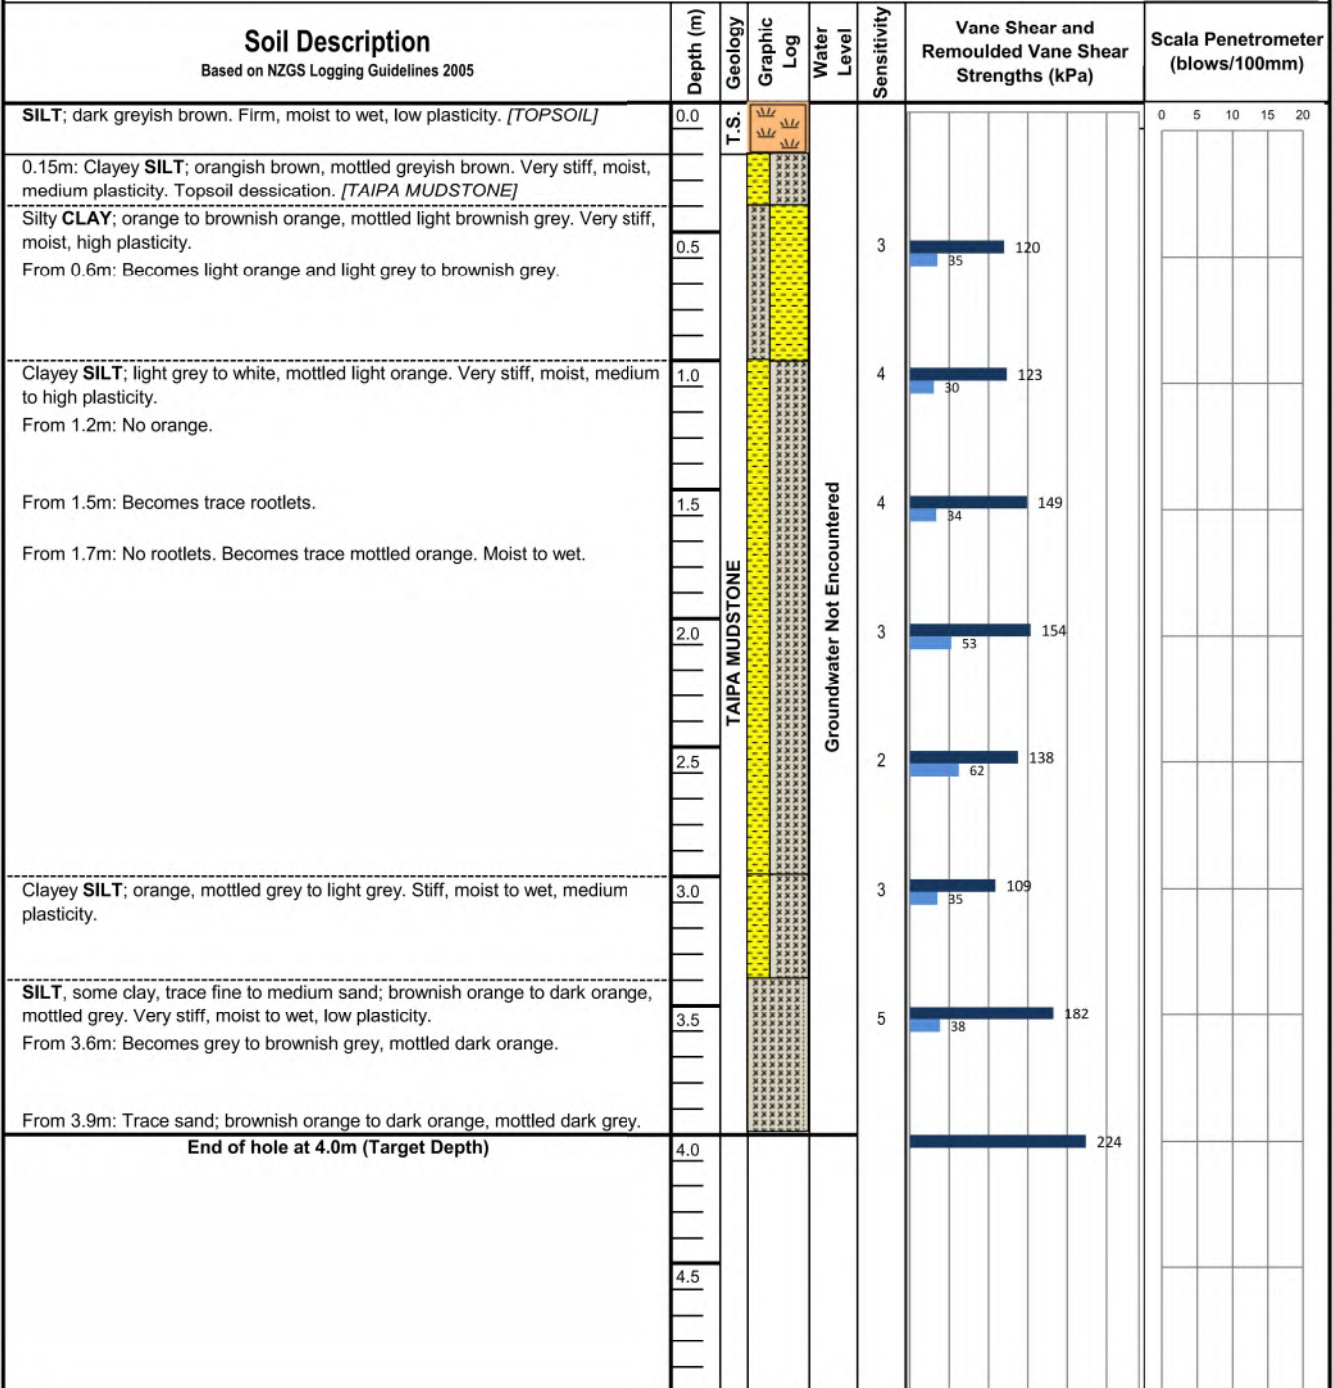 Soil Description
Based on NZGS Logging Guidelines 2005
Depth (m)
Geology
Graphic
Log
Water
Level
Sensitivity
Vane Shear and
Remoulded Vane Shear
Strengths (kPa)
Scala Penetrometer
(blows/100mm)
0 5 10 15 20
SILT; dark greyish brown. Firm, moist to wet, low plasticity. [TOPSOIL]
0.0
T.S.
0.15m: Clayey SILT; orangish brown, mottled greyish brown. Very stiff, moist,
medium plasticity. Topsoil dessication. [TAIPA MUDSTONE]
Silty CLAY; orange to brownish orange, mottled light brownish grey. Very stiff,
moist, high plasticity.
0.5
3
120
35
From 0.6m: Becomes light orange and light grey to brownish grey.
Clayey SILT; light grey to white, mottled light orange. Very stiff, moist, medium
to high plasticity.
1.0
4
123
30
From 1.2m: No orange.
From 1.5m: Becomes trace rootlets.
1.5
4
149
34
From 1.7m: No rootlets. Becomes trace mottled orange. Moist to wet.
TAIPA MUDSTONE
Groundwater Not Encountered
2.0
3
154
53
2.5
2
138
62
Clayey SILT; orange, mottled grey to light grey. Stiff, moist to wet, medium
plasticity.
3.0
3
109
35
SILT, some clay, trace fine to medium sand; brownish orange to dark orange,
mottled grey. Very stiff, moist to wet, low plasticity.
3.5
5
182
38
From 3.6m: Becomes grey to brownish grey, mottled dark orange.
From 3.9m: Trace sand; brownish orange to dark orange, mottled dark grey.
End of hole at 4.0m (Target Depth)
4.0
224
4.5